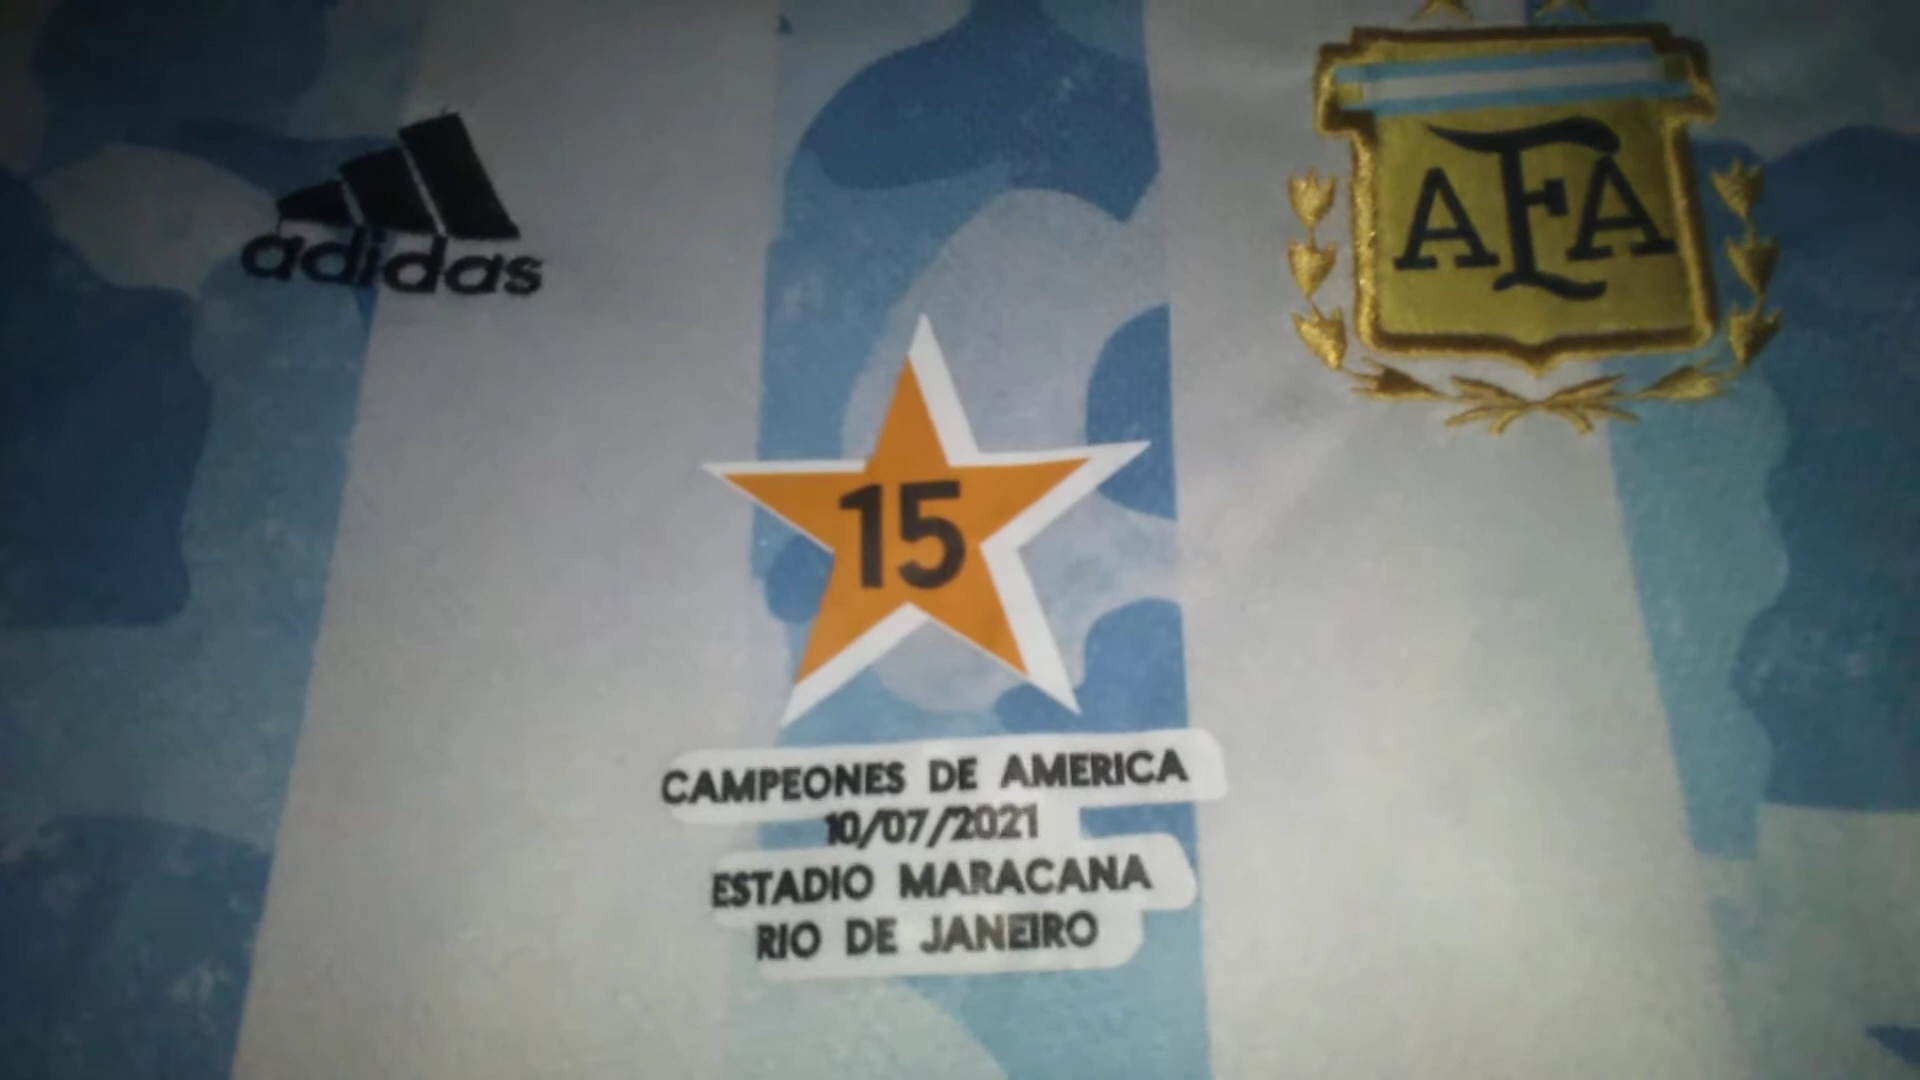 adidas
AFA
15
CAMPEONES DE AMERICA
10/07/2021
ESTADIO MARACANA
RIO DE JANEIRO